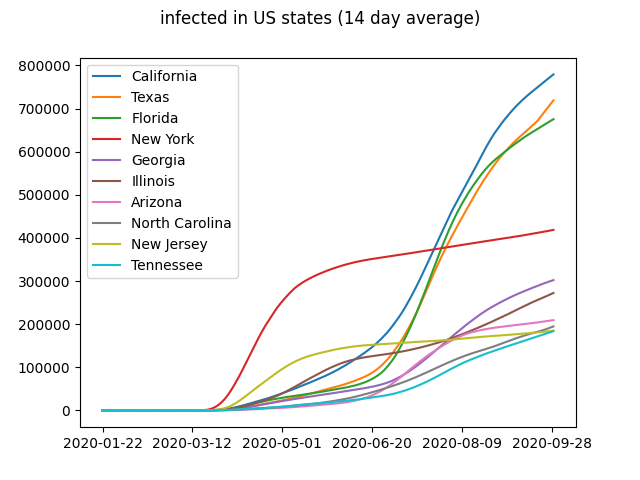 infected in US states (14 day average)
800000
700000
600000
500000
400000
300000
200000
100000
0
California
Texas
Florida
New York
Georgia
Illinois
Arizona
North Carolina
New Jersey
Tennessee
2020-01-22 2020-03-12 2020-05-01 2020-06-20 2020-08-09 2020-09-28